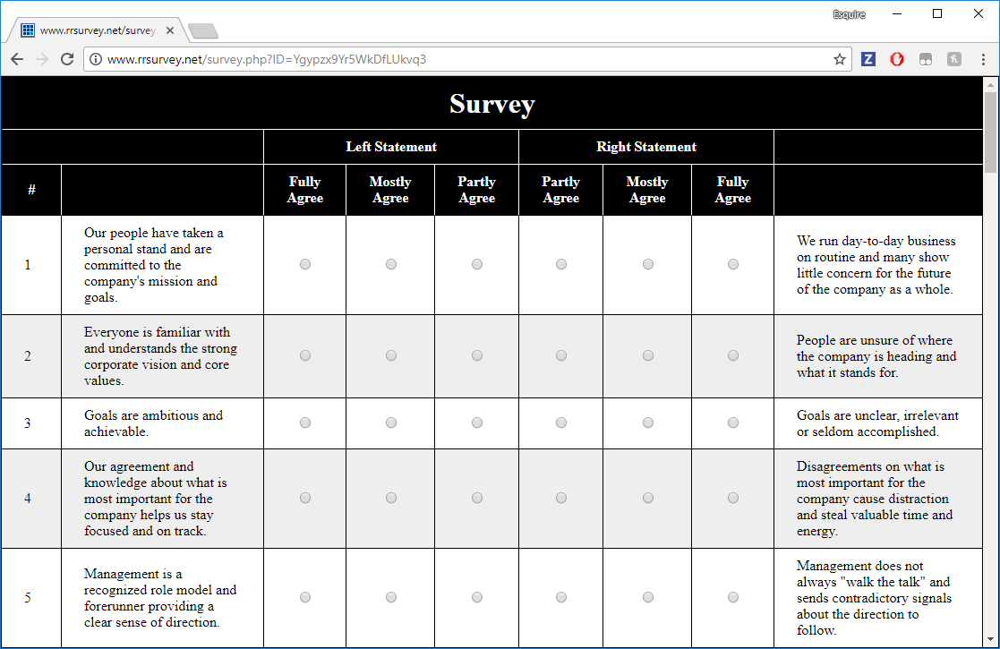 Esquire
www.rrsurvey.net/survey.
www.rrsurvey.net/survey.php?ID=Ygypzx9Yr5WkDfLUkvq3
Survey
Left Statement
Right Statement
#
Fully
Agree
Mostly
Agree
Partly
Agree
Partly
Agree
Mostly
Agree
Fully
Agree
1
Our people have taken a
personal stand and are
committed to the
company's mission and
goals.
We run day-to-day business
on routine and many show
little concern for the future
of the company as a whole.
2
Everyone is familiar with
and understands the strong
corporate vision and core
values.
People are unsure of where
the company is heading and
what it stands for.
3
Goals are ambitious and
achievable.
Goals are unclear, irrelevant
or seldom accomplished.
4
Our agreement and
knowledge about what is
most important for the
company helps us stay
focused and on track.
Disagreements on what is
most important for the
company cause distraction
and steal valuable time and
energy.
5
Management is a
recognized role model and
forerunner providing a
clear sense of direction.
Management does not
always "walk the talk" and
sends contradictory signals
about the direction to
follow.